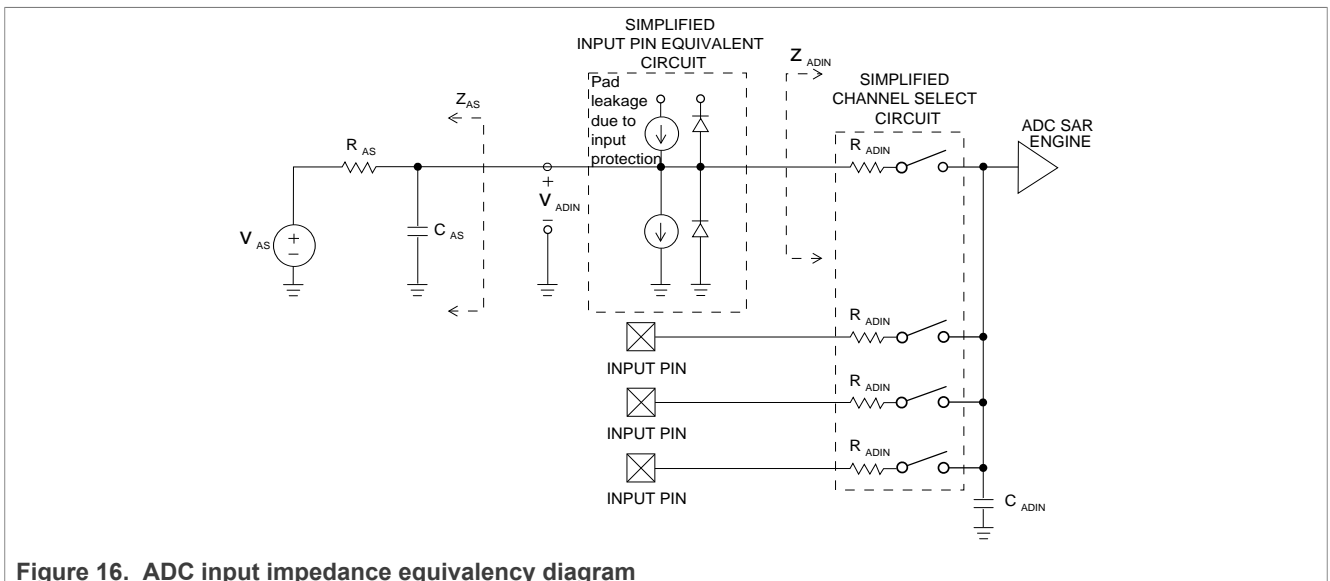 SIMPLIFIED
INPUT PIN EQUIVALENT
CIRCUIT
Z ADIN
SIMPLIFIED
CHANNEL SELECT
CIRCUIT
Pad
leakage
due to
input
protection
Z AS
ADC SAR
ENGINE
R AS
R ADIN
+
V ADIN
–
C AS
V AS
+
–
R ADIN
INPUT PIN
R ADIN
INPUT PIN
R ADIN
INPUT PIN
C ADIN
Figure 16. ADC input impedance equivalency diagram